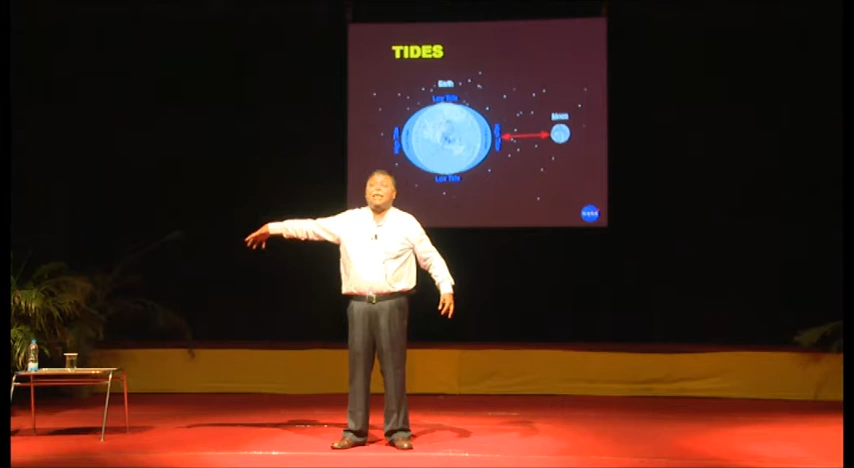 TIDES
Earth
Low Tide
Moon
Low Tide
NASA